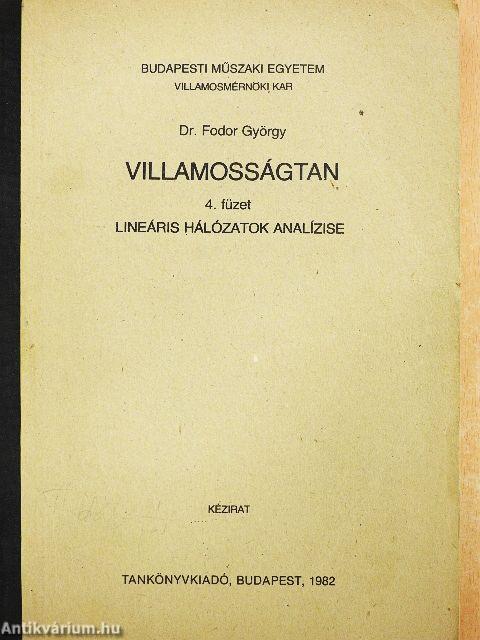 BUDAPESTI MŰSZAKI EGYETEM
VILLAMOSMÉRNÖKI KAR
Dr. Fodor György
VILLAMOSSÁGTAN
4. füzet
LINEÁRIS HÁLÓZATOK ANALÍZISE
KÉZIRAT
TANKÖNYVKIADÓ, BUDAPEST, 1982
Antikvárium.hu